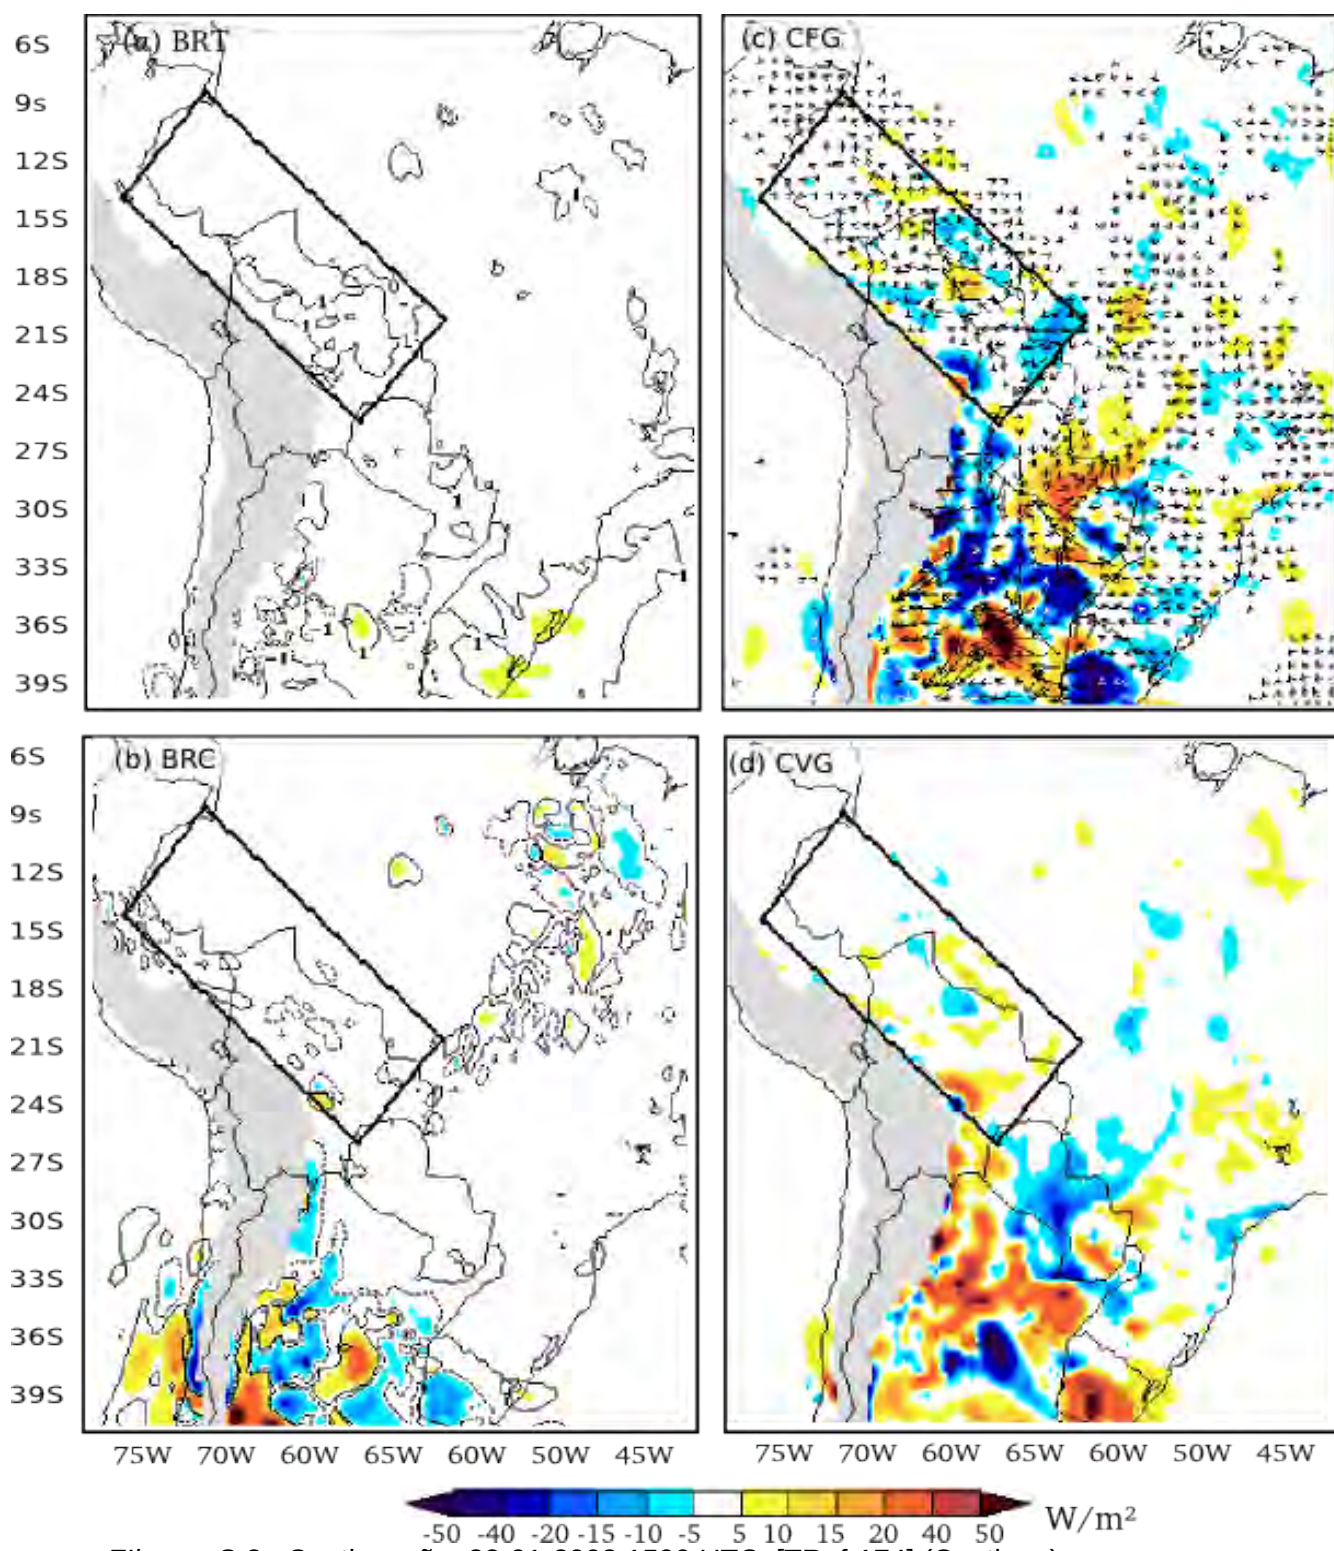 (a) BRT
6S
9s
12S
15S
18S
21S
24S
27S
30S
33S
36S
39S
(c) CFG
(b) BRC
6S
9s
12S
15S
18S
21S
24S
27S
30S
33S
36S
39S
(d) CVG
75W 70W 60W 65W 60W 50W 45W
75W 70W 60W 65W 60W 50W 45W
-50 -40 -20 -15 -10 -5 5 10 15 20 40 50
W/m²